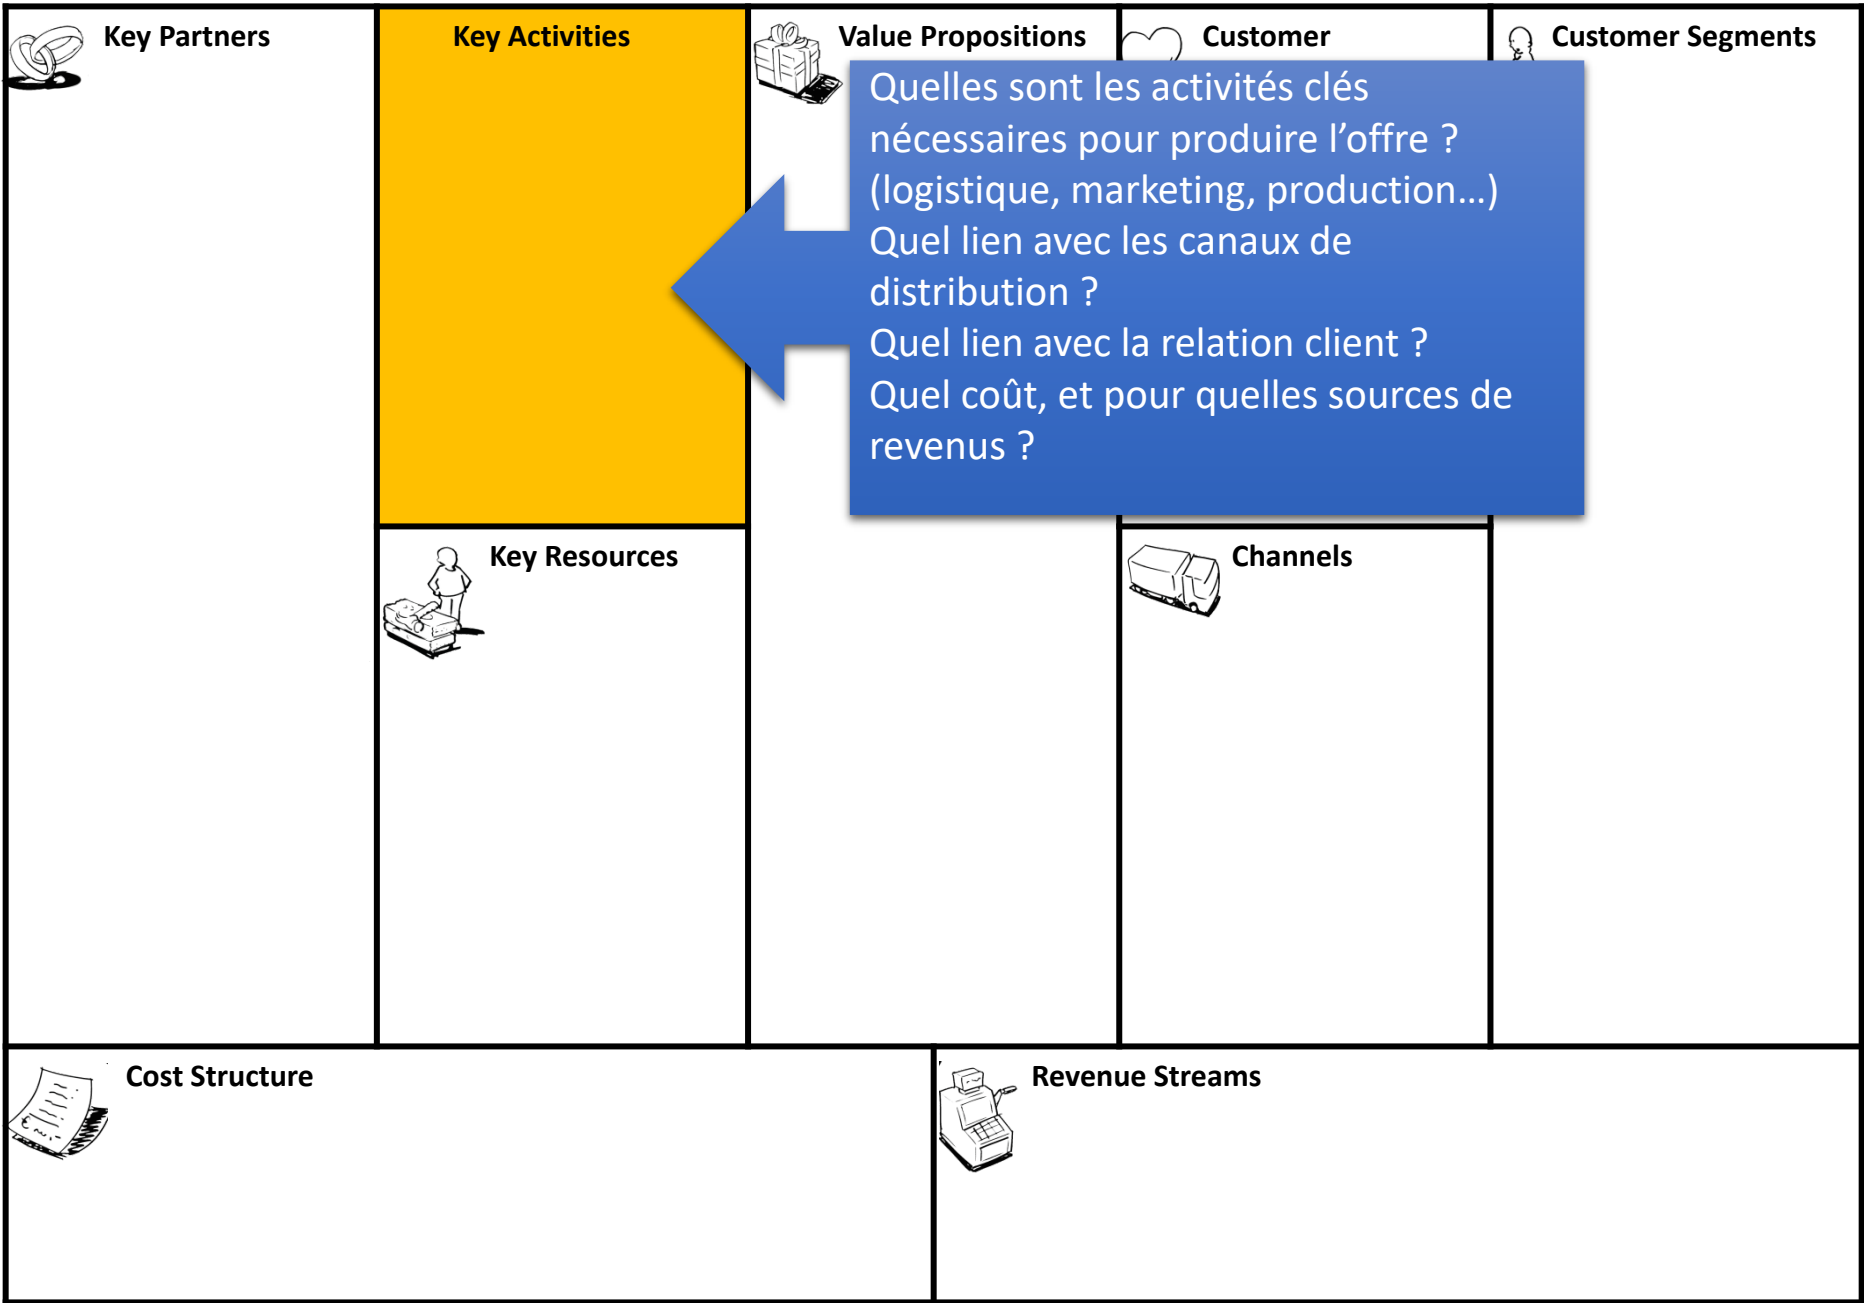 Key Partners
Key Activities
Value Propositions
Customer
Customer Segments
Quelles sont les activités clés
nécessaires pour produire l’offre ?
(logistique, marketing, production…)
Quel lien avec les canaux de
distribution ?
Quel lien avec la relation client ?
Quel coût, et pour quelles sources de
revenus ?
Key Resources
Channels
Cost Structure
Revenue Streams